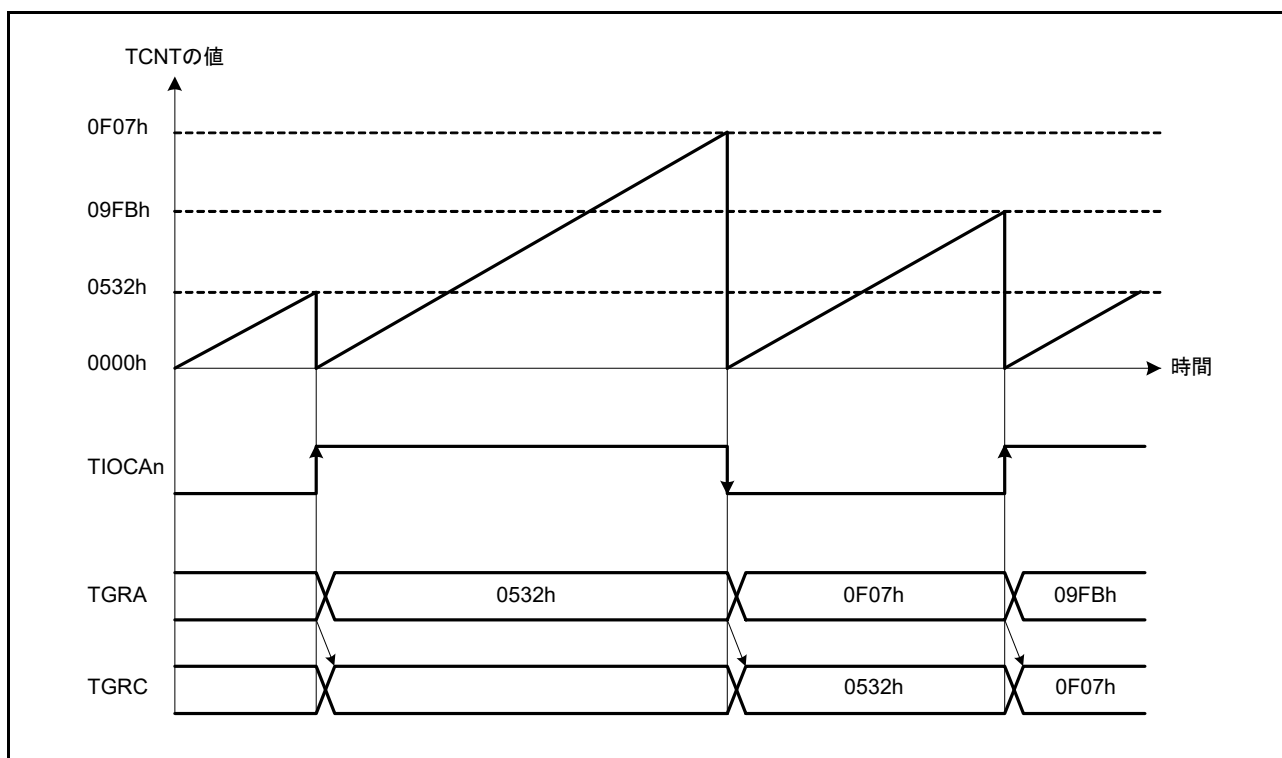 TCNTの値
0F07h
09FBh
0532h
0000h
時間
TIOCAn
TGRA
0532h
0F07h
09FBh
TGRC
0532h
0F07h